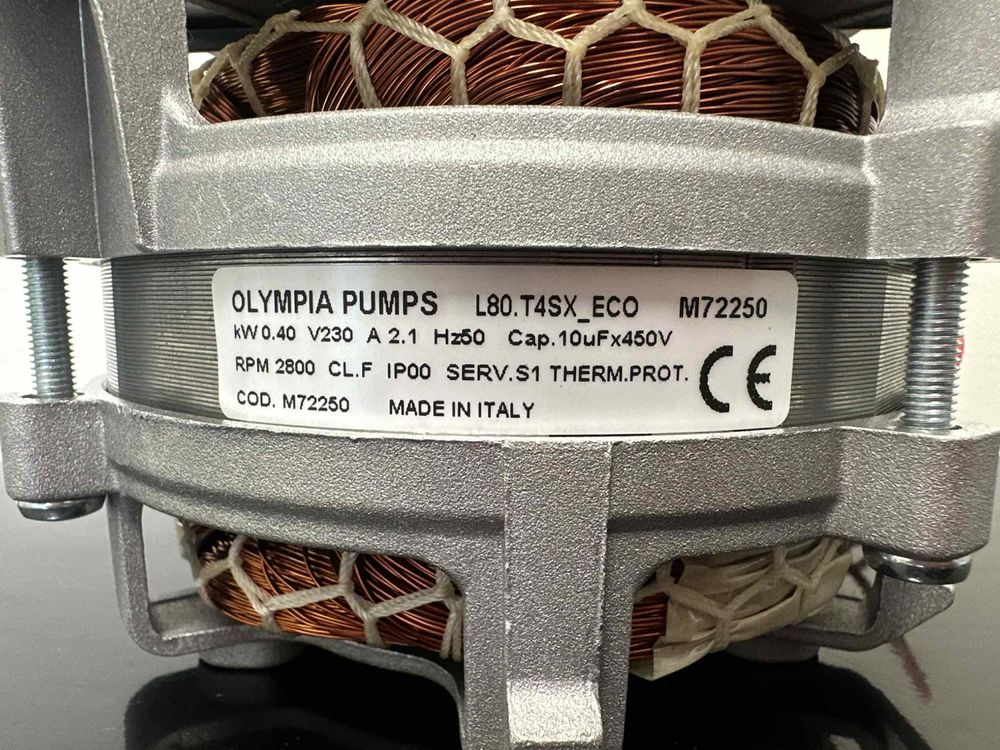 OLYMPIA PUMPS L80.T4SX_ECO M72250
kW 0.40 V230 A 2.1 Hz50 Cap.10uFx450V
RPM 2800 CL.F IP00 SERV.S1 THERM.PROT. CE
COD. M72250 MADE IN ITALY